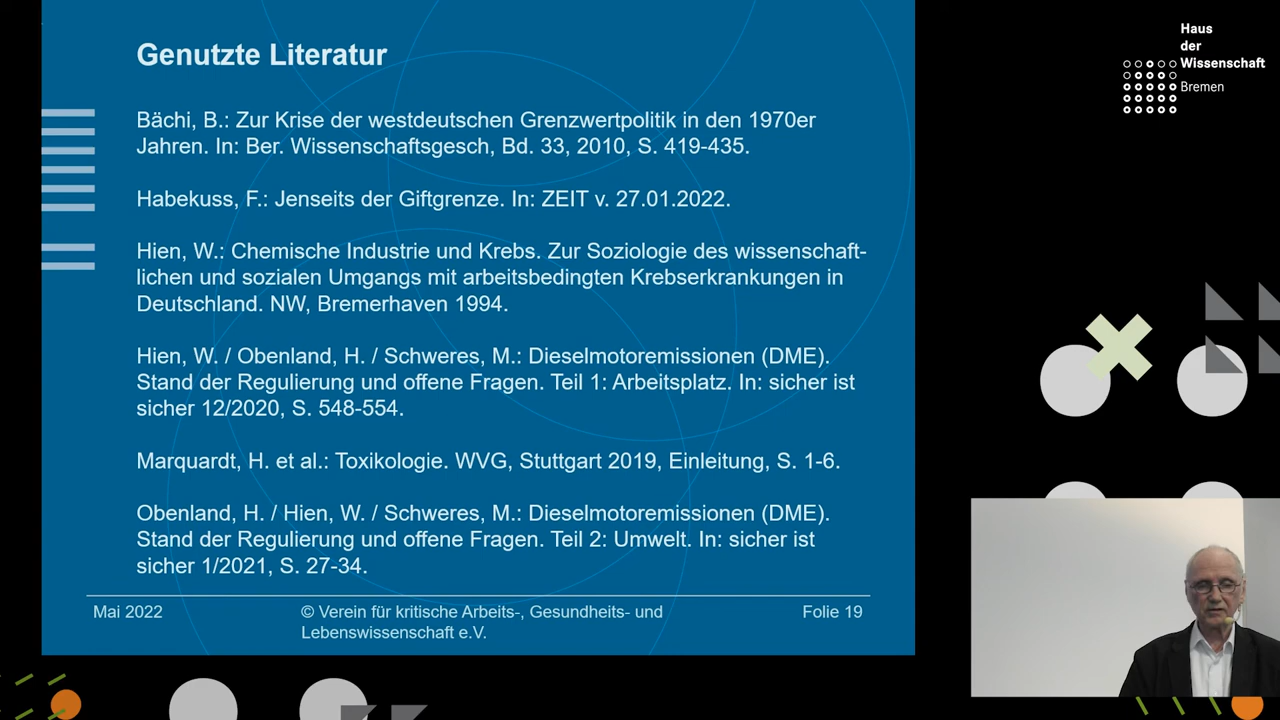 Genutzte Literatur
Bächi, B.: Zur Krise der westdeutschen Grenzwertpolitik in den 1970er
Jahren. In: Ber. Wissenschaftsgesch, Bd. 33, 2010, S. 419-435.
Habekuss, F.: Jenseits der Giftgrenze. In: ZEIT v. 27.01.2022.
Hien, W.: Chemische Industrie und Krebs. Zur Soziologie des wissenschaft-
lichen und sozialen Umgangs mit arbeitsbedingten Krebserkrankungen in
Deutschland. NW, Bremerhaven 1994.
Hien, W. / Obenland, H. / Schweres, M.: Dieselmotoremissionen (DME).
Stand der Regulierung und offene Fragen. Teil 1: Arbeitsplatz. In: sicher ist
sicher 12/2020, S. 548-554.
Marquardt, H. et al.: Toxikologie. WVG, Stuttgart 2019, Einleitung, S. 1-6.
Obenland, H. / Hien, W. / Schweres, M.: Dieselmotoremissionen (DME).
Stand der Regulierung und offene Fragen. Teil 2: Umwelt. In: sicher ist
sicher 1/2021, S. 27-34.
Mai 2022
© Verein für kritische Arbeits-, Gesundheits- und
Lebenswissenschaft e.V.
Folie 19
Haus
der
Wissenschaft
Bremen